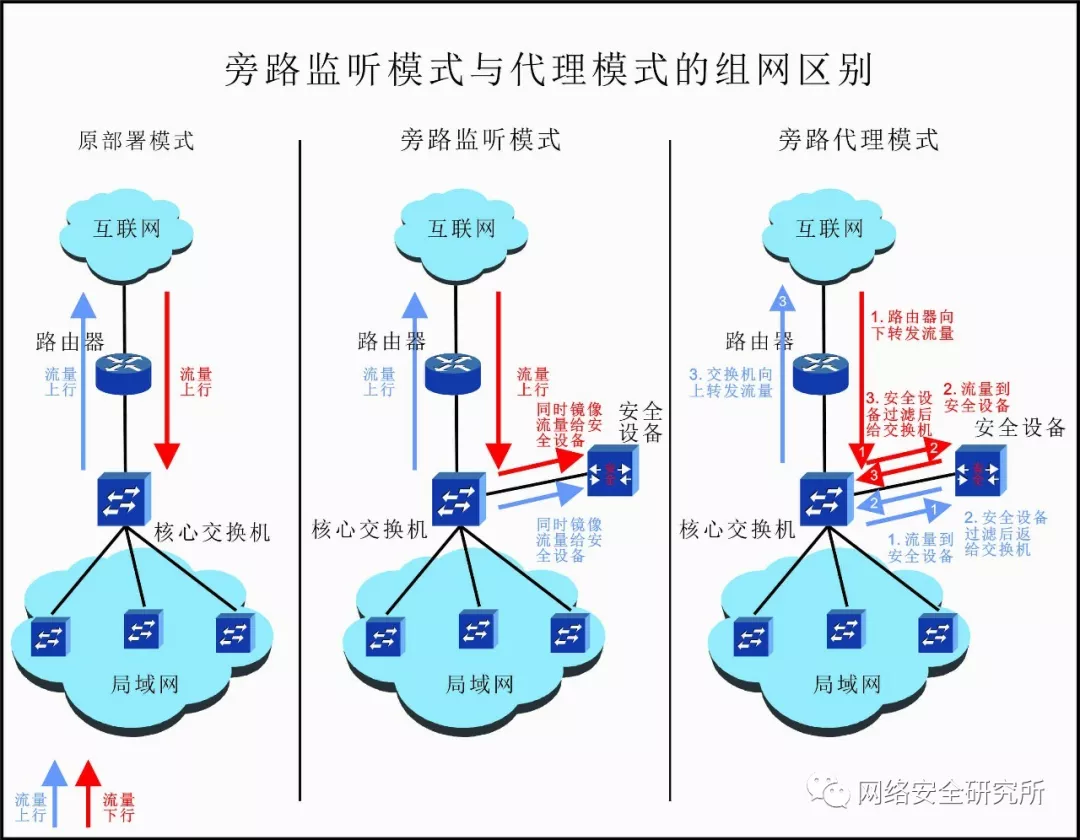 旁路监听模式与代理模式的组网区别
原部署模式
互联网
路由器
流量
上行
流量
上行
核心交换机
局域网
流量
上行
流量
下行
旁路监听模式
互联网
路由器
流量
上行
流量
上行
同时镜像
流量给安
全设备
安全
设备
安
全
同时镜像
流量给安
全设备
核心交换机
局域网
旁路代理模式
互联网
3
1.路由器向
下转发流量
路由器
3.交换机向
上转发流量
3.安全设
备过滤后
给交换机
2.流量到
安全设备
安全设备
1
2
3
安
全
2
1
核心交换机
1.流量到
安全设备
2.安全设备
过滤后返
给交换机
局域网
网络安全研究所